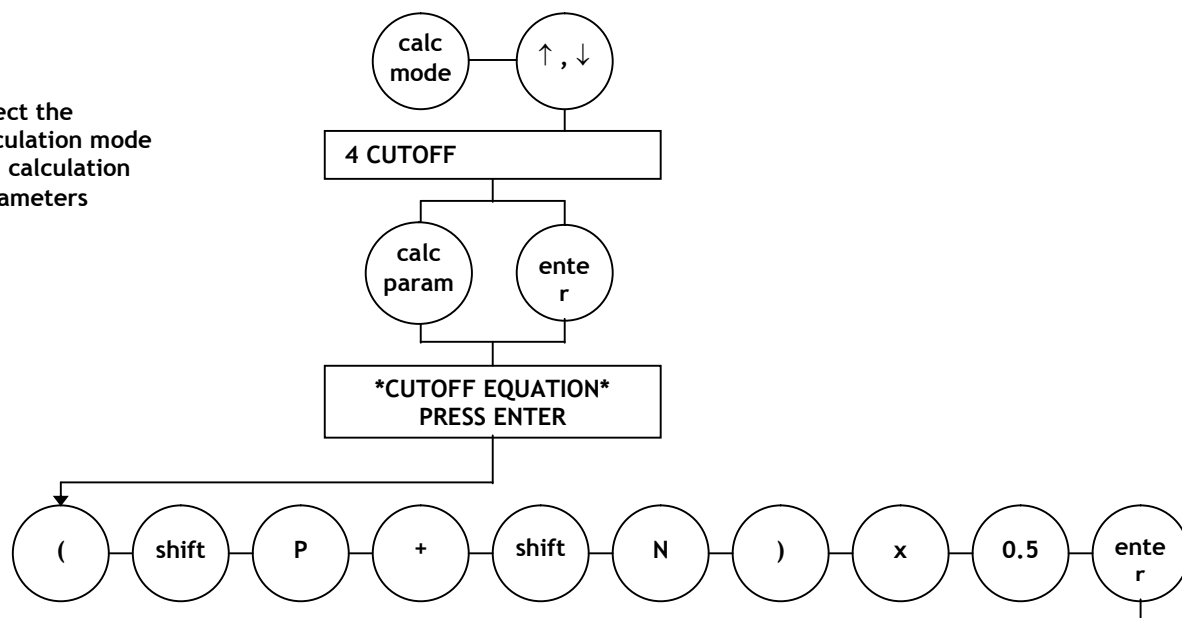 calc
mode
↑ , ↓
ect the
culation mode
calculation
ameters
4 CUTOFF
calc
param
ente
r
*CUTOFF EQUATION*
PRESS ENTER
(
shift
P
+
shift
N
)
x
0.5
ente
r